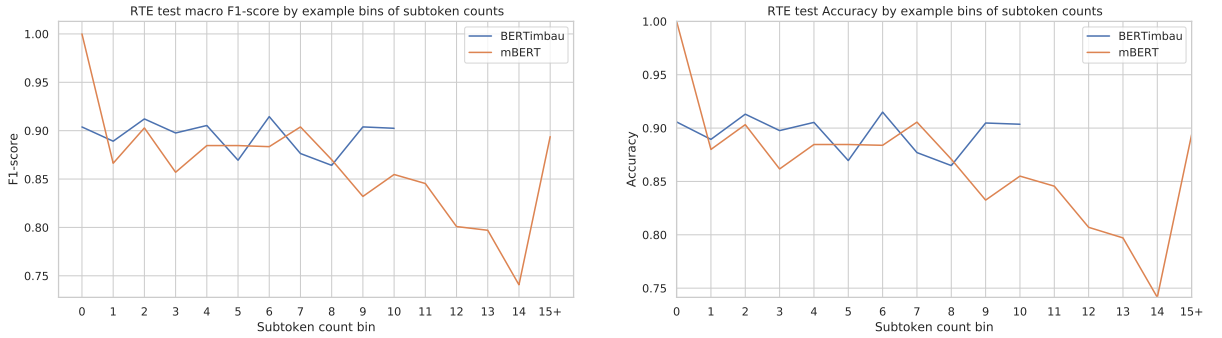 RTE test macro F1-score by example bins of subtoken counts
BERTimbau
mBERT
1.00
0.95
0.90
0.85
0.80
0.75
F1-score
0 1 2 3 4 5 6 7 8 9 10 11 12 13 14 15+
Subtoken count bin
RTE test Accuracy by example bins of subtoken counts
BERTimbau
mBERT
1.00
0.95
0.90
0.85
0.80
0.75
Accuracy
0 1 2 3 4 5 6 7 8 9 10 11 12 13 14 15+
Subtoken count bin